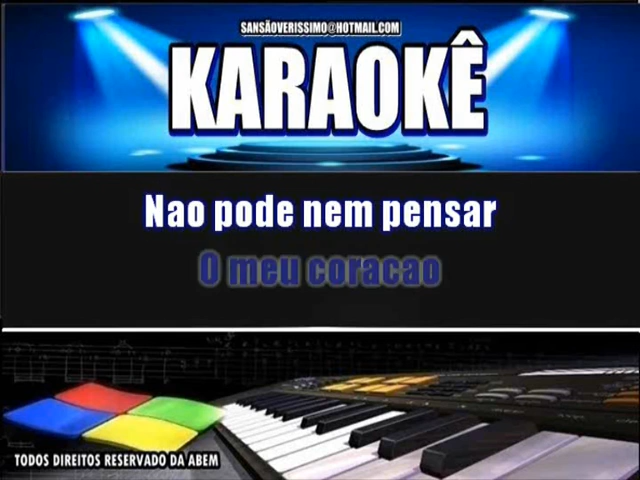 SANSÃOVERISSIMO@HOTMAIL.COM
KARAOKÊ
Nao pode nem pensar
O meu coracao
TODOS DIREITOS RESERVADO DA ABEM